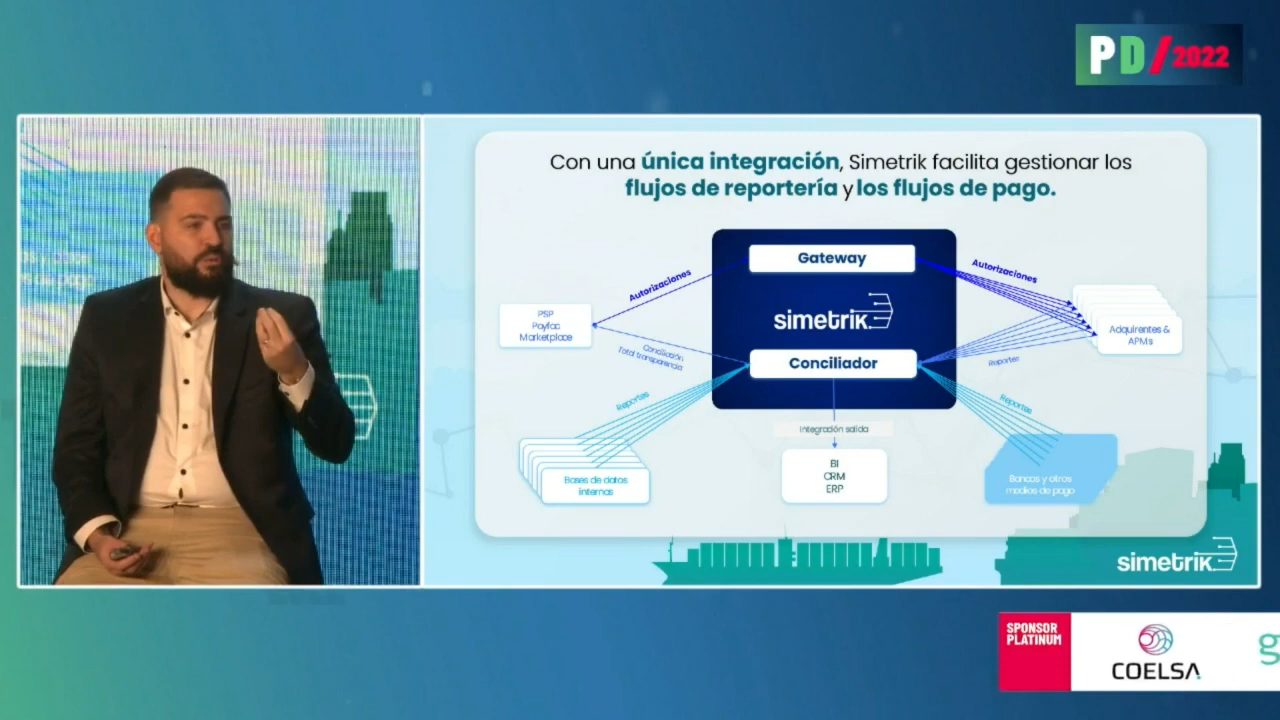 PD/2022
Con una única integración, Simetrik facilita gestionar los
flujos de reportería y los flujos de pago.
Gateway
Autorizaciones
Autorizaciones
simetrik
PSP
Payfac
Marketplace
Adquirentes &
APMs
Conciliación
Total transparencia
Conciliador
Reportes
Reportes
Reportes
Integración salida
Bases de datos
internas
BI
CRM
ERP
Bancos y otros
medios de pago
simetrik
SPONSOR
PLATINUM
COELSA
g